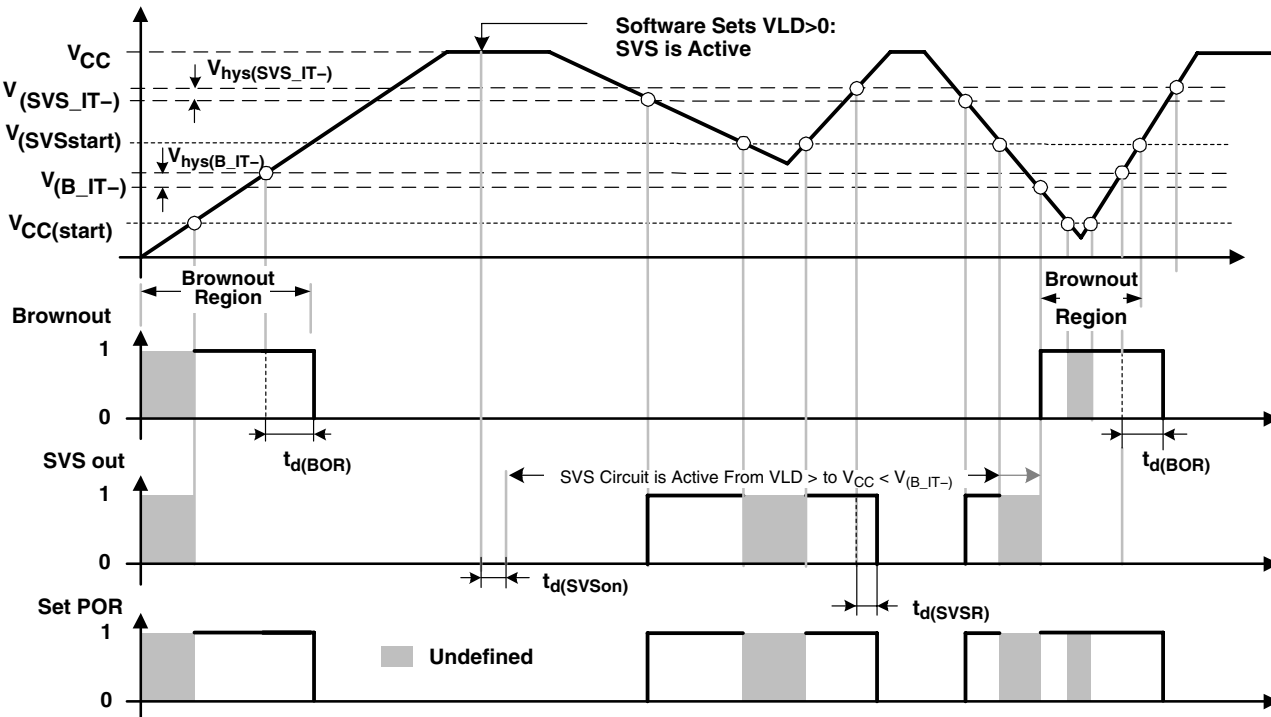 Software Sets VLD>0:
SVS is Active
VCC
Vhys(SVS_IT–)
V(SVS_IT–)
V(SVSstart)
Vhys(B_IT–)
V(B_IT–)
VCC(start)
Brownout
Region
Brownout
Region
Brownout
1
0
td(BOR)
td(BOR)
SVS out
SVS Circuit is Active From VLD > to VCC < V(B_IT–)
1
0
td(SVSon)
td(SVSR)
Set POR
1
Undefined
0